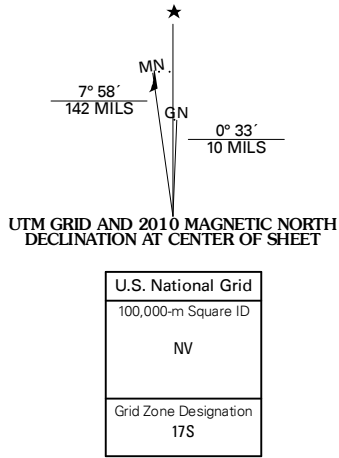 ★
MN
7° 58´
142 MILS
GN
0° 33´
10 MILS
UTM GRID AND 2010 MAGNETIC NORTH
DECLINATION AT CENTER OF SHEET
U.S. National Grid
100,000-m Square ID
NV
Grid Zone Designation
17S